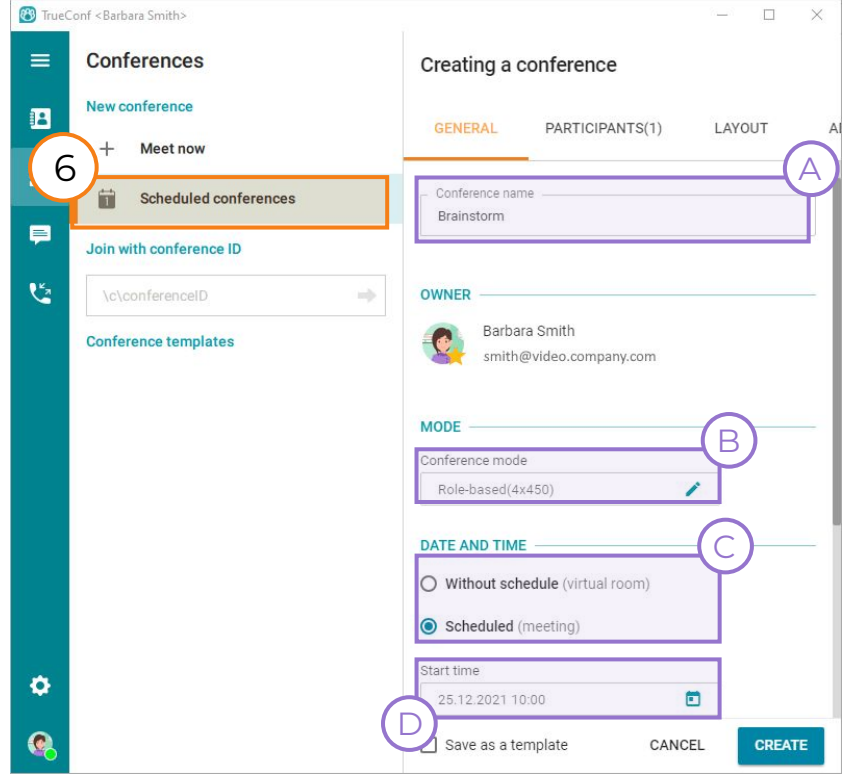 TrueConf <Barbara Smith>
Conferences
New conference
Meet now
6
1
Scheduled conferences
Join with conference ID
\c\conferenceID
Conference templates
Creating a conference
GENERAL PARTICIPANTS(1) LAYOUT
A
Conference name
Brainstorm
OWNER
Barbara Smith
smith@video.company.com
MODE
B
Conference mode
Role-based(4x450)
DATE AND TIME
C
Without schedule (virtual room)
Scheduled (meeting)
Start time
25.12.2021 10:00
D
Save as a template
CANCEL CREATE